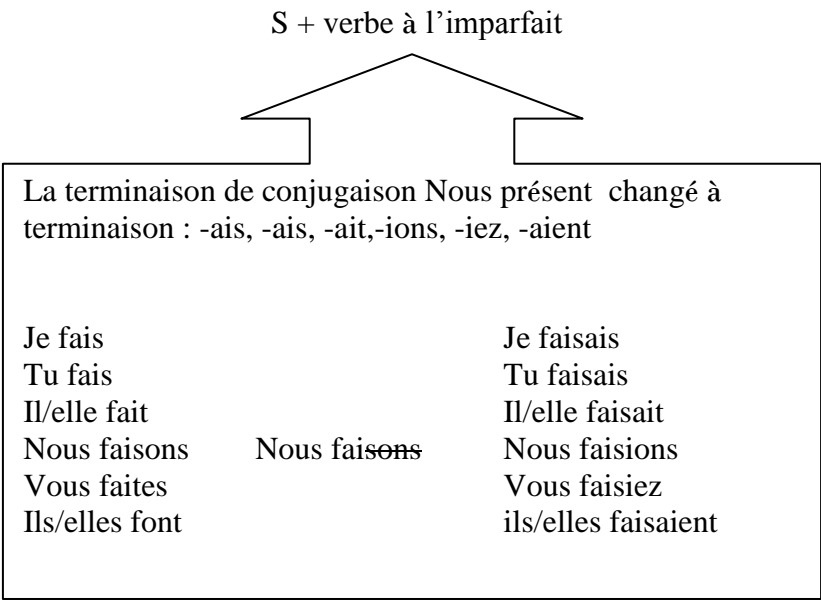 S + verbe à l’imparfait
La terminaison de conjugaison Nous présent  changé à
terminaison : -ais, -ais, -ait,-ions, -iez, -aient
Je fais Je faisais
Tu fais Tu faisais
Il/elle fait Il/elle faisait
Nous faisons Nous faisons Nous faisions
Vous faites Vous faisiez
Ils/elles font ils/elles faisaient